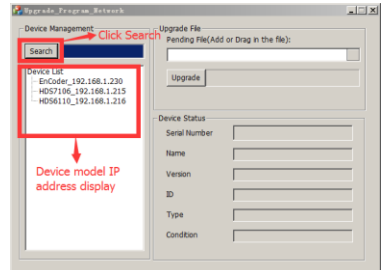 Upgrade_Program_Network
Device Management
Click Search
Search
Device List
EnCoder_192.168.1.230
HDS7106_192.168.1.215
HDS6110_192.168.1.216
Device model IP
address display
Upgrade File
Pending File(Add or Drag in the file):
Upgrade
Device Status
Serial Number
Name
Version
ID
Type
Condition